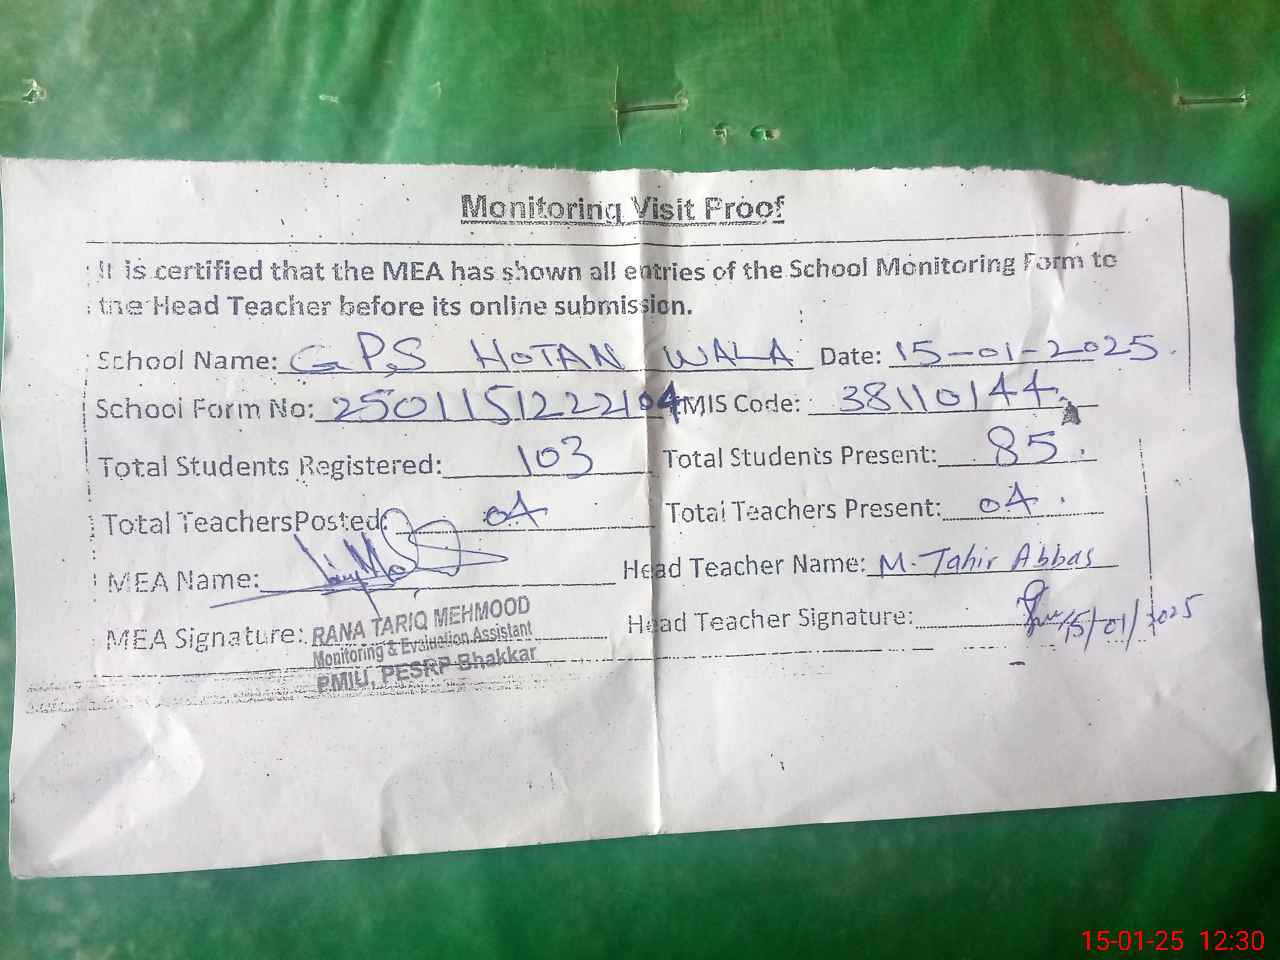 Monitoring Visit Proof
It is certified that the MEA has shown all entries of the School Monitoring Form to
the Head Teacher before its online submission.
School Name: GPS HOTAN WALA Date: 15-01-2025
School Form No: 2501151222104 EMIS Code: 38110144
Total Students Registered: 103 Total Students Present: 85
Total Teachers Posted: 04 Total Teachers Present: 04
MEA Name: Head Teacher Name: M. Tahir Abbas
MEA Signature: Head Teacher Signature: 15/01/2025
RANA TARIQ MEHMOOD
Monitoring & Evaluation Assistant
PMIU, PESRP Bhakkar
15-01-25 12:30